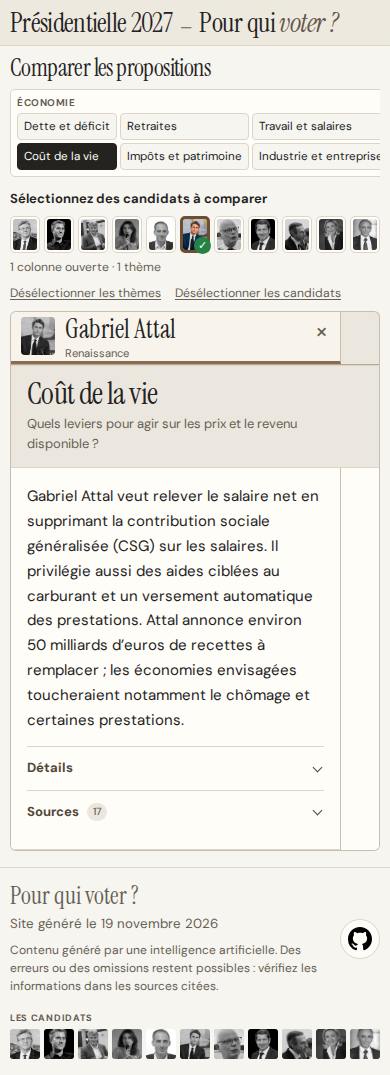 Présidentielle 2027 – Pour qui voter ?
Comparer les propositions
ÉCONOMIE
Dette et déficit
Retraites
Travail et salaires
Coût de la vie
Impôts et patrimoine
Industrie et entreprise
Sélectionnez des candidats à comparer
1 colonne ouverte · 1 thème
Désélectionner les thèmes
Désélectionner les candidats
Gabriel Attal
Renaissance
Coût de la vie
Quels leviers pour agir sur les prix et le revenu
disponible ?
Gabriel Attal veut relever le salaire net en
supprimant la contribution sociale
généralisée (CSG) sur les salaires. Il
privilégie aussi des aides ciblées au
carburant et un versement automatique
des prestations. Attal annonce environ
50 milliards d’euros de recettes à
remplacer ; les économies envisagées
toucheraient notamment le chômage et
certaines prestations.
Détails
Sources 17
Pour qui voter ?
Site généré le 19 novembre 2026
Contenu généré par une intelligence artificielle. Des
erreurs ou des omissions restent possibles : vérifiez les
informations dans les sources citées.
LES CANDIDATS